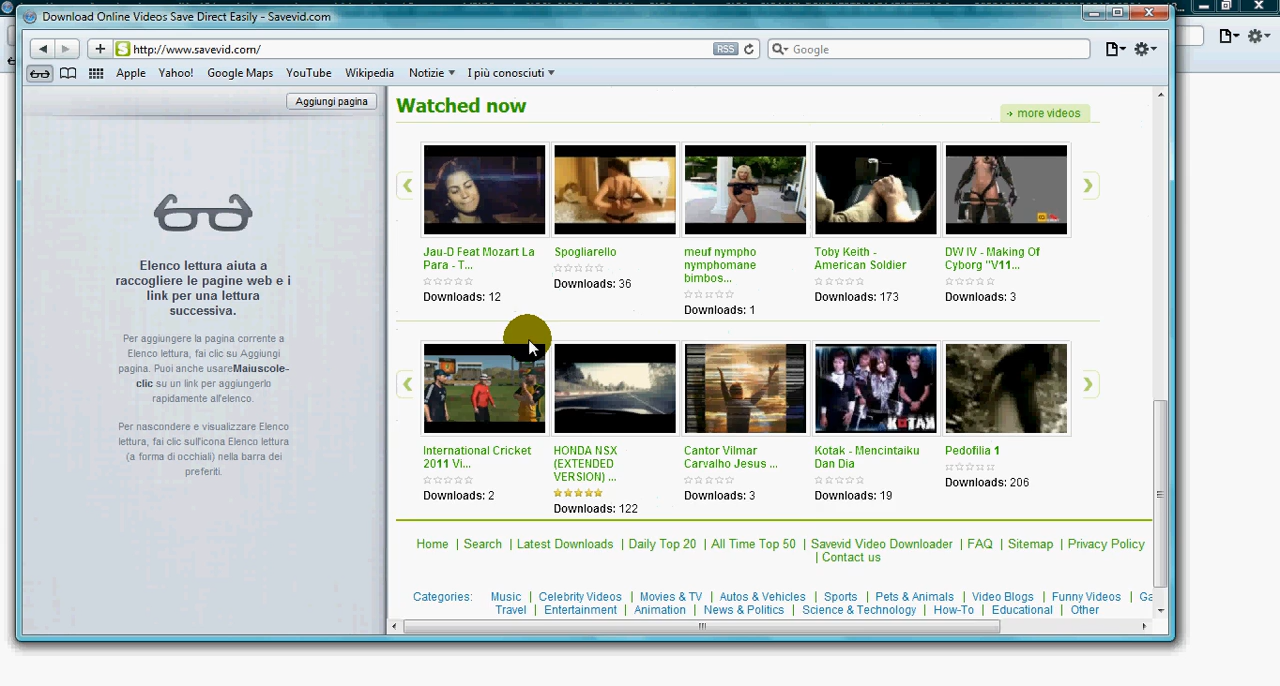 Download Online Videos Save Direct Easily - Savevid.com
http://www.savevid.com/
RSS
Google
Apple
Yahoo!
Google Maps
YouTube
Wikipedia
Notizie
I più conosciuti
Aggiungi pagina
Elenco lettura aiuta a
raccogliere le pagine web e i
link per una lettura
successiva.
Per aggiungere la pagina corrente a
Elenco lettura, fai clic su Aggiungi
pagina. Puoi anche usareMaiuscole-
clic su un link per aggiungerlo
rapidamente all'elenco.
Per nascondere e visualizzare Elenco
lettura, fai clic sull'icona Elenco lettura
(a forma di occhiali) nella barra dei
preferiti.
Watched now
more videos
Jau-D Feat Mozart La
Para - T...
Downloads: 12
Spogliarello
Downloads: 36
meuf nympho
nymphomane
bimbos...
Downloads: 1
Toby Keith -
American Soldier
Downloads: 173
DW IV - Making Of
Cyborg "V11...
Downloads: 3
International Cricket
2011 Vi...
Downloads: 2
HONDA NSX
(EXTENDED
VERSION) ...
Downloads: 122
Cantor Vilmar
Carvalho Jesus ...
Downloads: 3
KOTAK
Kotak - Mencintaiku
Dan Dia
Downloads: 19
Pedofilia 1
Downloads: 206
Home | Search | Latest Downloads | Daily Top 20 | All Time Top 50 | Savevid Video Downloader | FAQ | Sitemap | Privacy Policy
| Contact us
Categories: Music | Celebrity Videos | Movies & TV | Autos & Vehicles | Sports | Pets & Animals | Video Blogs | Funny Videos | Ga
Travel | Entertainment | Animation | News & Politics | Science & Technology | How-To | Educational | Other